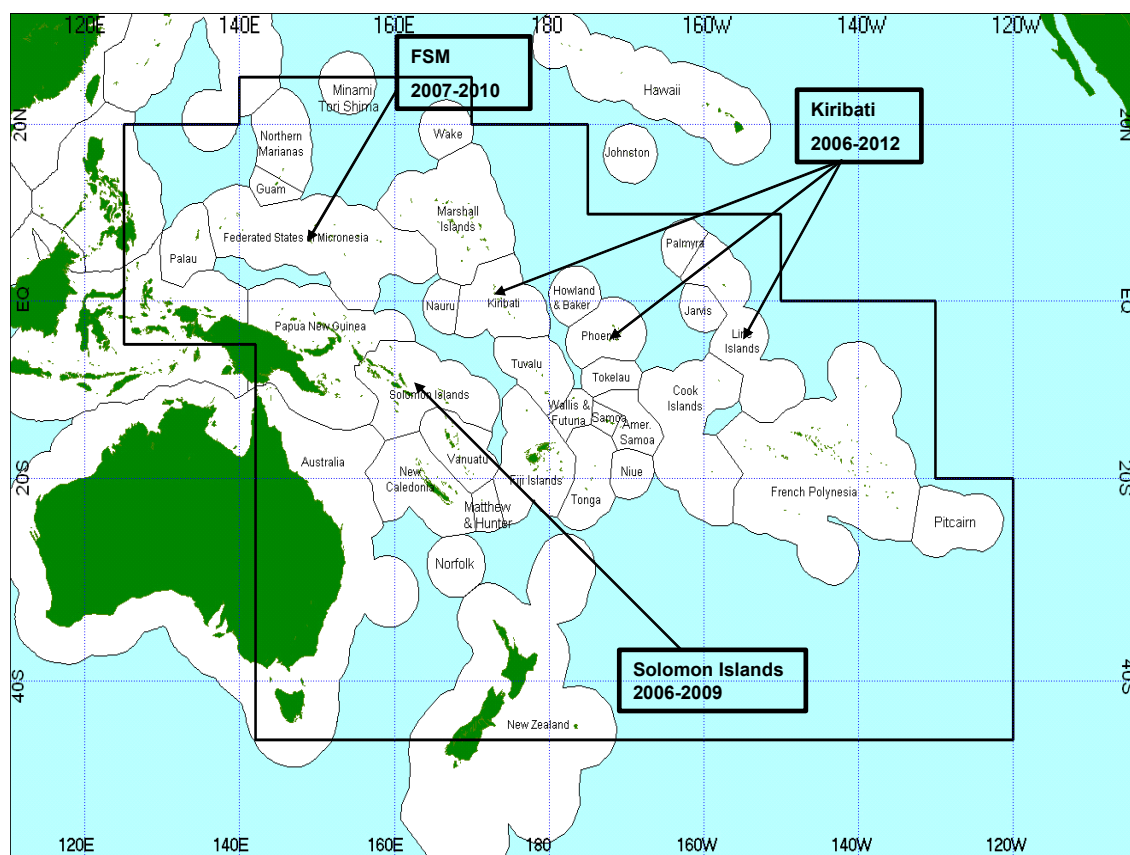 120E 140E 160E 180 160W 140W 120W
FSM
2007-2010
Minami
Tori Shima
Hawaii
Kiribati
2006-2012
20N
20N
Northern
Marianas
Wake
Johnston
Guam
Marshall
Islands
Federated States of Micronesia
Palau
Palmyra
EQ
EQ
Nauru
Kiribati
Howland
& Baker
Jarvis
Papua New Guinea
Phoenix
Line
Islands
Tuvalu
Tokelau
Solomon Islands
Cook
Islands
Wallis &
Futuna
Samoa
Amer.
Samoa
Australia
Vanuatu
New
Caledonia
Fiji Islands
Niue
Tonga
20S
20S
French Polynesia
Matthew
& Hunter
Pitcairn
Norfolk
Solomon Islands
2006-2009
40S
40S
New Zealand
120E 140E 160E 180 160W 140W 120W